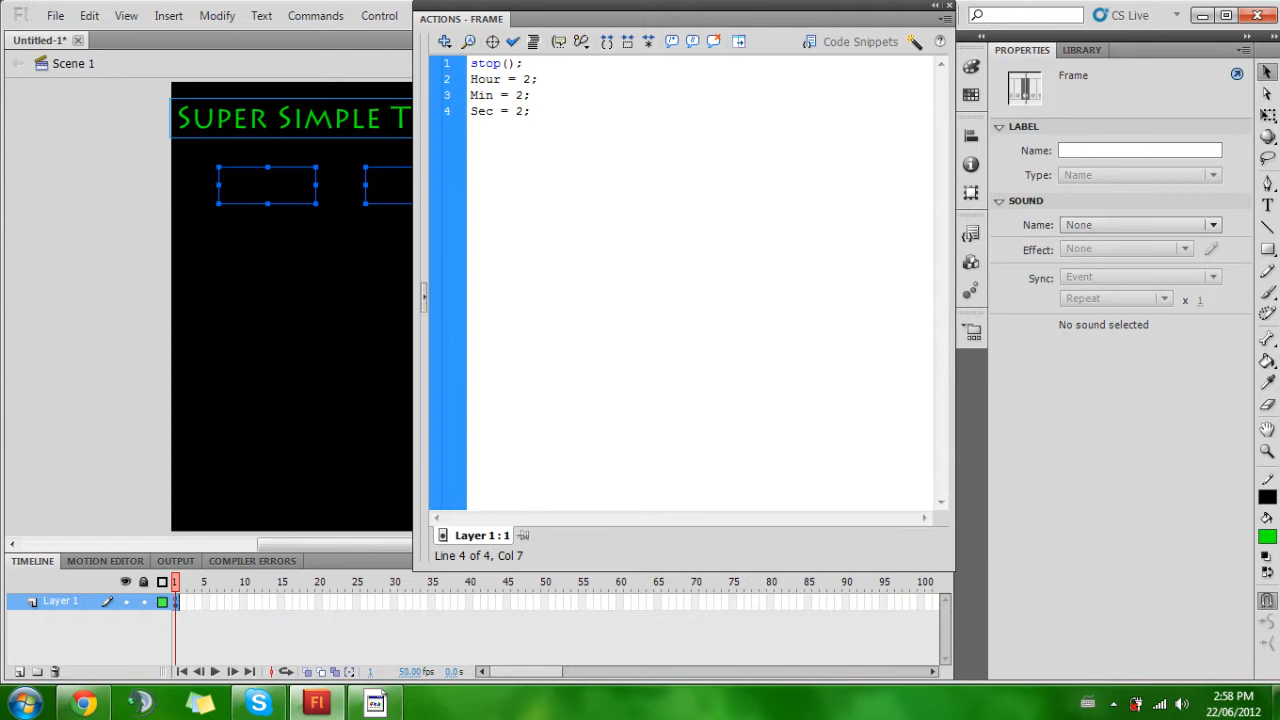 File Edit View Insert Modify Text Commands Control
ACTIONS - FRAME
CS Live
Untitled-1*
Scene 1
Code Snippets
PROPERTIES LIBRARY
Frame
1 stop();
2 Hour = 2;
3 Min = 2;
4 Sec = 2;
SUPER SIMPLE T
LABEL
Name:
Type: Name
SOUND
Name: None
Effect: None
Sync: Event
Repeat x 1
No sound selected
Layer 1 : 1
Line 4 of 4, Col 7
TIMELINE MOTION EDITOR OUTPUT COMPILER ERRORS
1 5 10 15 20 25 30 35 40 45 50 55 60 65 70 75 80 85 90 95 100
Layer 1
1 50.00 fps 0.0 s
Fl
2:58 PM
22/06/2012